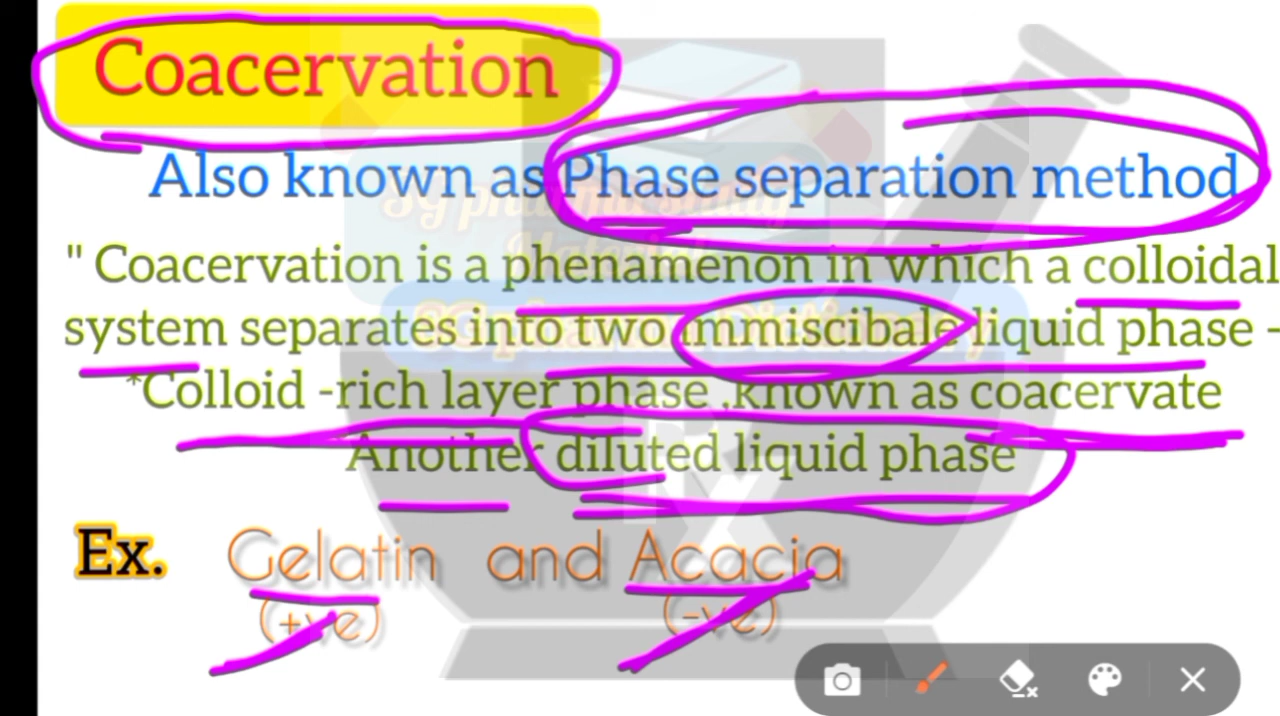 Coacervation
Also known as Phase separation method
" Coacervation is a phenamenon in which a colloidal
system separates into two immiscibale liquid phase -
*Colloid -rich layer phase ,known as coacervate
Another diluted liquid phase
Ex. Gelatin and Acacia
(+ve) (-ve)